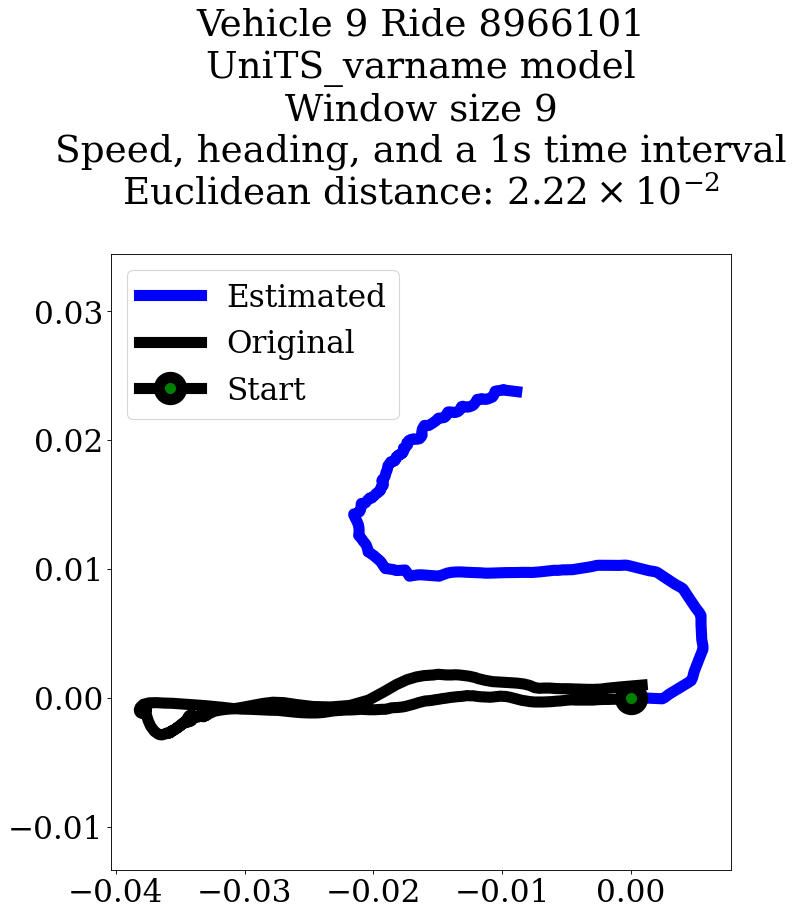 Vehicle 9 Ride 8966101
UniTS_varname model
Window size 9
Speed, heading, and a 1s time interval
Euclidean distance: 2.22 × 10⁻²
Estimated
Original
Start
0.03
0.02
0.01
0.00
−0.01
−0.04 −0.03 −0.02 −0.01 0.00